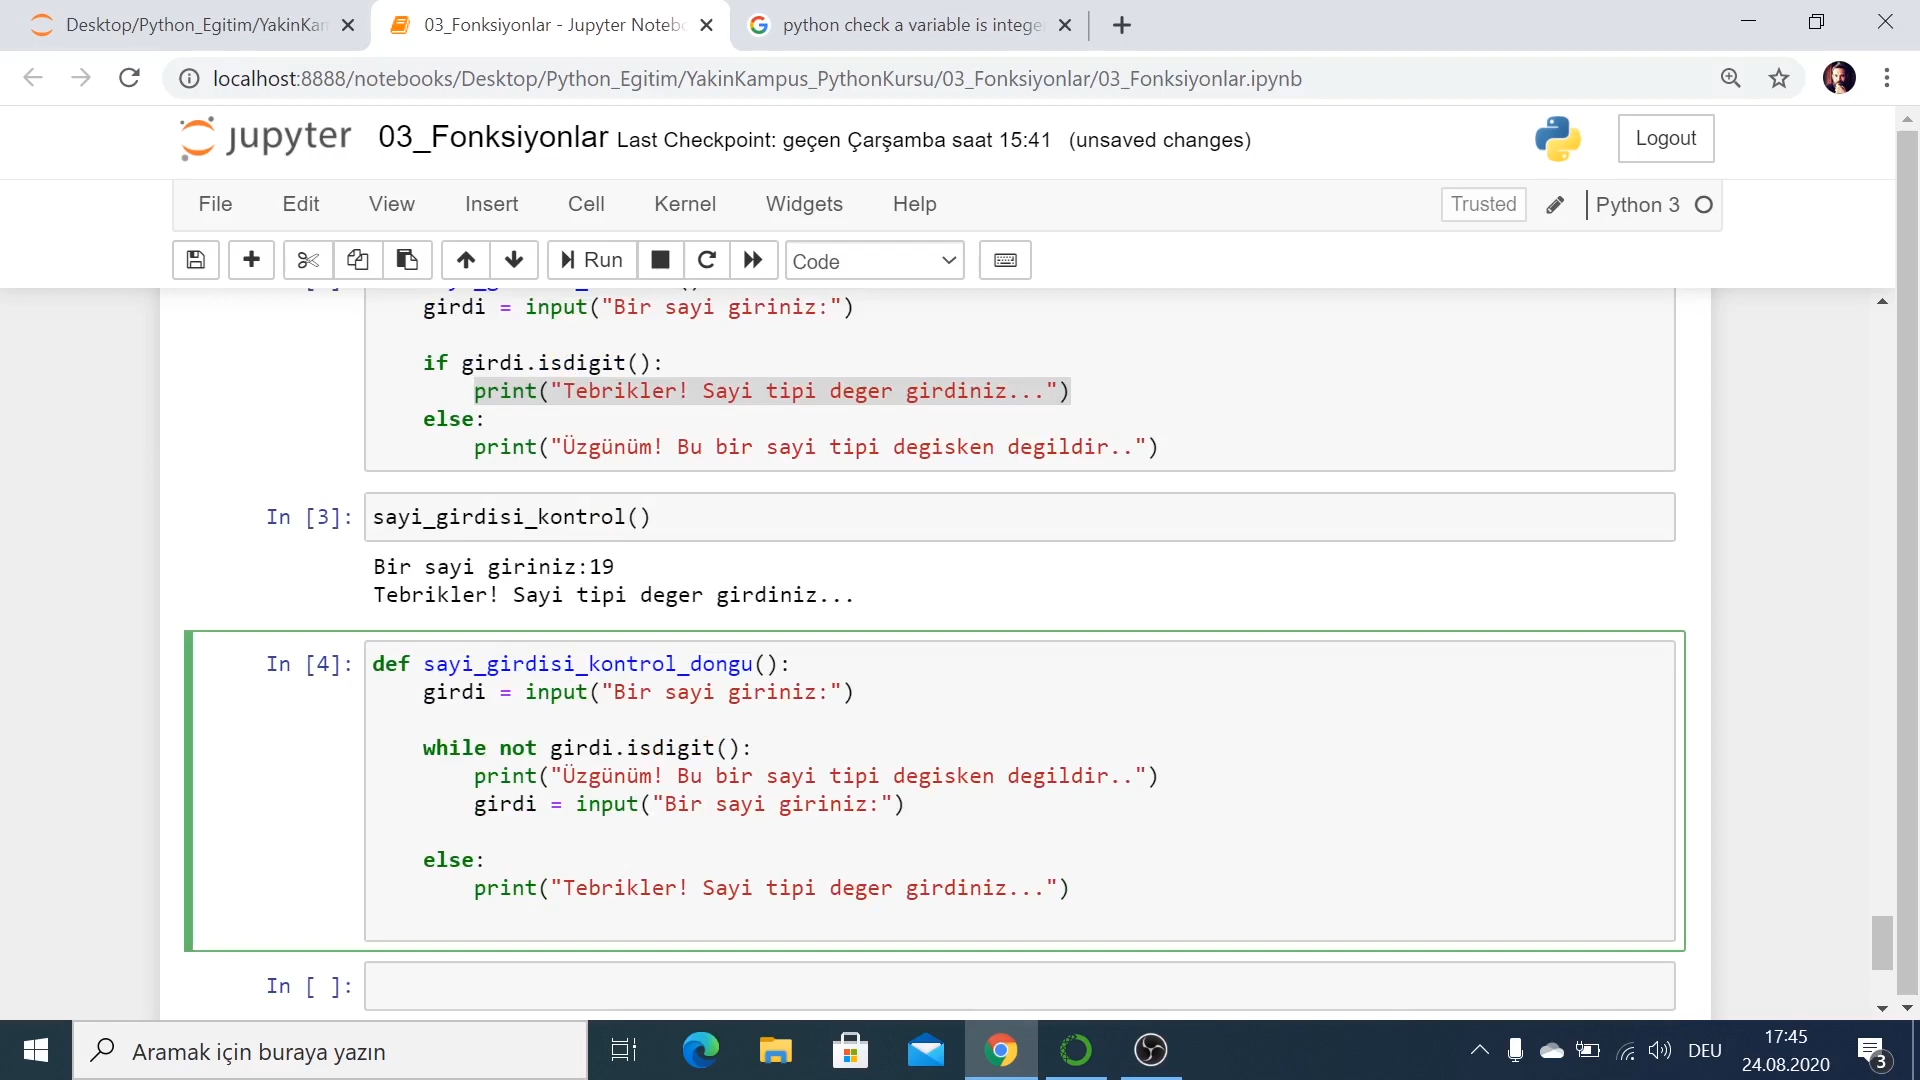 Desktop/Python_Egitim/YakinKam
03_Fonksiyonlar - Jupyter Notebo
python check a variable is intege
localhost:8888/notebooks/Desktop/Python_Egitim/YakinKampus_PythonKursu/03_Fonksiyonlar/03_Fonksiyonlar.ipynb
jupyter 03_Fonksiyonlar Last Checkpoint: geçen Çarşamba saat 15:41 (unsaved changes)
Logout
File Edit View Insert Cell Kernel Widgets Help
Trusted
Python 3
Run
Code
girdi = input("Bir sayi giriniz:")
if girdi.isdigit():
print("Tebrikler! Sayi tipi deger girdiniz...")
else:
print("Üzgünüm! Bu bir sayi tipi degisken degildir..")
In [3]: sayi_girdisi_kontrol()
Bir sayi giriniz:19
Tebrikler! Sayi tipi deger girdiniz...
In [4]: def sayi_girdisi_kontrol_dongu():
girdi = input("Bir sayi giriniz:")
while not girdi.isdigit():
print("Üzgünüm! Bu bir sayi tipi degisken degildir..")
girdi = input("Bir sayi giriniz:")
else:
print("Tebrikler! Sayi tipi deger girdiniz...")
In [ ]:
Aramak için buraya yazın
DEU
17:45
24.08.2020
3